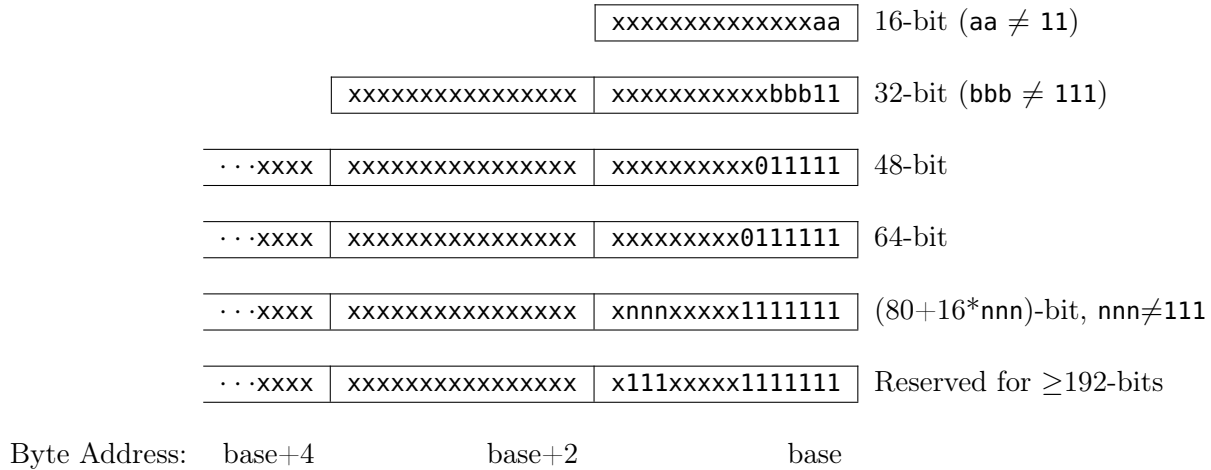 xxxxxxxxxxxxxxaa 16-bit (aa ≠ 11)
xxxxxxxxxxxxxxxx xxxxxxxxxxxbbb11 32-bit (bbb ≠ 111)
···xxxx xxxxxxxxxxxxxxxx xxxxxxxxxx011111 48-bit
···xxxx xxxxxxxxxxxxxxxx xxxxxxxxx0111111 64-bit
···xxxx xxxxxxxxxxxxxxxx xnnnxxxxx1111111 (80+16*nnn)-bit, nnn≠111
···xxxx xxxxxxxxxxxxxxxx x111xxxxx1111111 Reserved for ≥192-bits
Byte Address: base+4 base+2 base